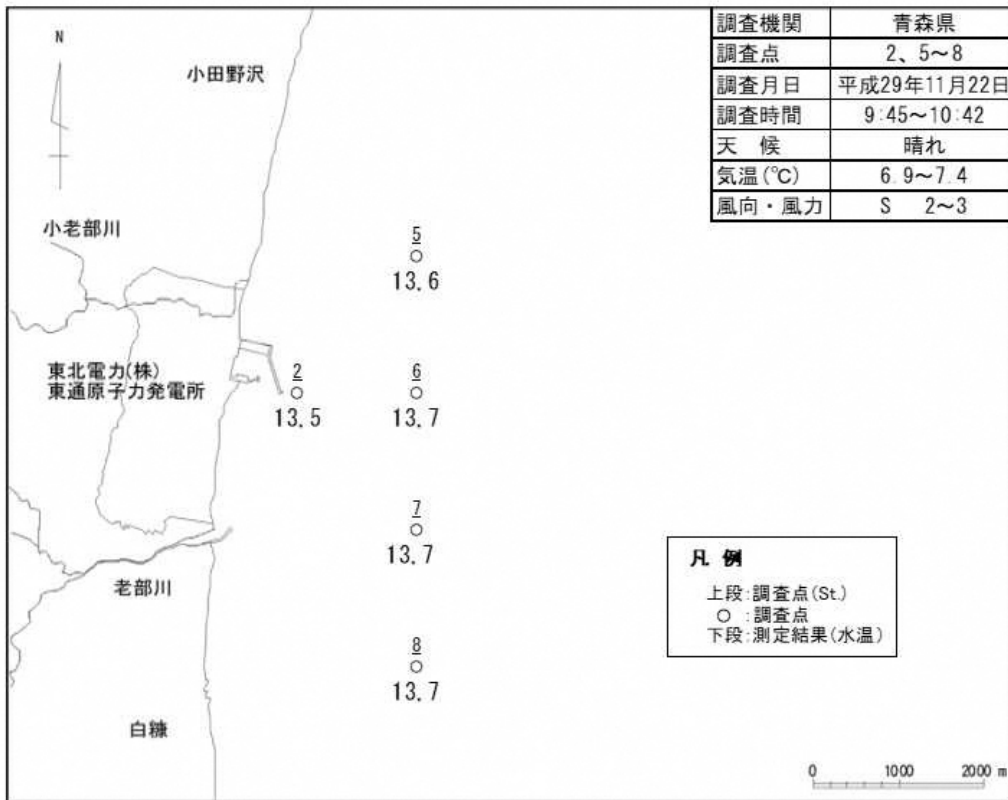 調査機関 青森県
調査点 2、5～8
調査月日 平成29年11月22日
調査時間 9:45～10:42
天 候 晴れ
気温(℃) 6.9～7.4
風向・風力 S 2～3
N
小田野沢
小老部川
5
13.6
東北電力(株)
東通原子力発電所
2
13.5
6
13.7
7
13.7
老部川
8
13.7
白糠
凡 例
上段:調査点(St.)
○ :調査点
下段:測定結果(水温)
0 1000 2000 m